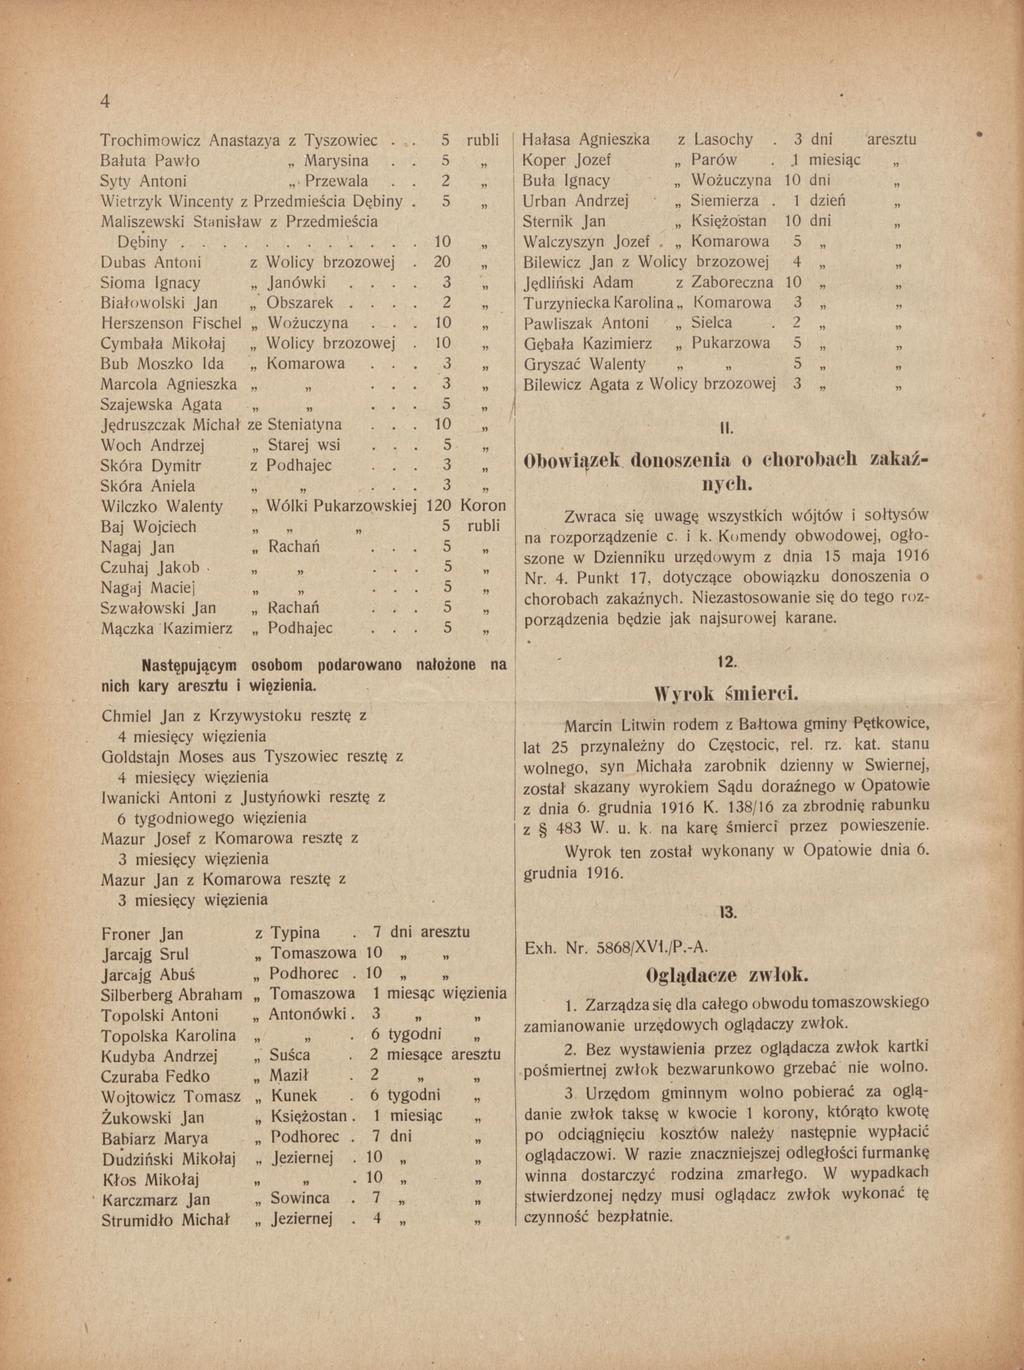 4
Trochimowicz Anastazya z Tyszowiec . . 5 rubli
Bałuta Pawło „ Marysina . . 5 „
Syty Antoni „ Przewala . . 2 „
Wietrzyk Wincenty z Przedmieścia Dębiny . 5 „
Maliszewski Stanisław z Przedmieścia
Dębiny . . . . . . . . . . . . 10 „
Dubas Antoni z Wolicy brzozowej . 20 „
Sioma Ignacy „ Janówki . . . . 3 „
Białowolski Jan „ Obszarek . . . . 2 „
Herszenson Fischel „ Wożuczyna . . . 10 „
Cymbała Mikołaj „ Wolicy brzozowej . 10 „
Bub Moszko Ida „ Komarowa . . . 3 „
Marcola Agnieszka „ „ . . . 3 „
Szajewska Agata „ „ . . . 5 „
Jędruszczak Michał ze Steniatyna . . . 10 „
Woch Andrzej „ Starej wsi . . . 5 „
Skóra Dymitr z Podhajec . . . 3 „
Skóra Aniela „ „ . . . 3 „
Wilczko Walenty „ Wólki Pukarzowskiej 120 Koron
Baj Wojciech „ „ „ 5 rubli
Nagaj Jan „ Rachań . . . 5 „
Czuhaj Jakob „ „ . . . 5 „
Nagaj Maciej „ „ . . . 5 „
Szwałowski Jan „ Rachań . . . 5 „
Mączka Kazimierz „ Podhajec . . . 5 „
Następującym osobom podarowano nałożone na
nich kary aresztu i więzienia.
Chmiel Jan z Krzywystoku resztę z
4 miesięcy więzienia
Goldstajn Moses aus Tyszowiec resztę z
4 miesięcy więzienia
Iwanicki Antoni z Justyńowki resztę z
6 tygodniowego więzienia
Mazur Josef z Komarowa resztę z
3 miesięcy więzienia
Mazur Jan z Komarowa resztę z
3 miesięcy więzienia
Froner Jan z Typina . 7 dni aresztu
Jarcajg Srul „ Tomaszowa 10 „ „
Jarcajg Abuś „ Podhorec . 10 „ „
Silberberg Abraham „ Tomaszowa 1 miesąc więzienia
Topolski Antoni „ Antonówki . 3 „ „
Topolska Karolina „ „ . 6 tygodni „
Kudyba Andrzej „ Suśca . 2 miesące aresztu
Czuraba Fedko „ Maził . 2 „ „
Wojtowicz Tomasz „ Kunek . 6 tygodni „
Żukowski Jan „ Księżostan . 1 miesiąc „
Babiarz Marya „ Podhorec . 7 dni „
Dudziński Mikołaj „ Jeziernej . 10 „ „
Kłos Mikołaj „ „ . 10 „ „
Karczmarz Jan „ Sowinca . 7 „ „
Strumidło Michał „ Jeziernej . 4 „ „
Hałasa Agnieszka z Lasochy . 3 dni aresztu
Koper Jozef „ Parów . 1 miesiąc „
Buła Ignacy „ Wożuczyna 10 dni „
Urban Andrzej „ Siemierza . 1 dzień „
Sternik Jan „ Księżostan 10 dni „
Walczyszyn Jozef . „ Komarowa 5 „ „
Bilewicz Jan z Wolicy brzozowej 4 „ „
Jędliński Adam z Zaboreczna 10 „ „
Turzyniecka Karolina „ Komarowa 3 „ „
Pawliszak Antoni „ Sielca . 2 „ „
Gębała Kazimierz „ Pukarzowa 5 „ „
Gryszać Walenty „ „ 5 „ „
Bilewicz Agata z Wolicy brzozowej 3 „ „
11.
Obowiązek donoszenia o chorobach zakaź-
nych.
Zwraca się uwagę wszystkich wójtów i sołtysów
na rozporządzenie c. i k. Komendy obwodowej, ogło-
szone w Dzienniku urzędowym z dnia 15 maja 1916
Nr. 4. Punkt 17, dotyczące obowiązku donoszenia o
chorobach zakaźnych. Niezastosowanie się do tego roz-
porządzenia będzie jak najsurowej karane.
12.
Wyrok śmierci.
Marcin Litwin rodem z Bałtowa gminy Pętkowice,
lat 25 przynależny do Częstocic, rel. rz. kat. stanu
wolnego, syn Michała zarobnik dzienny w Swiernej,
został skazany wyrokiem Sądu doraźnego w Opatowie
z dnia 6. grudnia 1916 K. 138/16 za zbrodnię rabunku
z § 483 W. u. k. na karę śmierci przez powieszenie.
Wyrok ten został wykonany w Opatowie dnia 6.
grudnia 1916.
13.
Exh. Nr. 5868/XVI./P.-A.
Oglądacze zwłok.
1. Zarządza się dla całego obwodu tomaszowskiego
zamianowanie urzędowych oglądaczy zwłok.
2. Bez wystawienia przez oglądacza zwłok kartki
pośmiertnej zwłok bezwarunkowo grzebać nie wolno.
3 Urzędom gminnym wolno pobierać za oglą-
danie zwłok taksę w kwocie 1 korony, którąto kwotę
po odciągnięciu kosztów należy następnie wypłacić
oglądaczowi. W razie znaczniejszej odległości furmankę
winna dostarczyć rodzina zmarłego. W wypadkach
stwierdzonej nędzy musi oglądacz zwłok wykonać tę
czynność bezpłatnie.